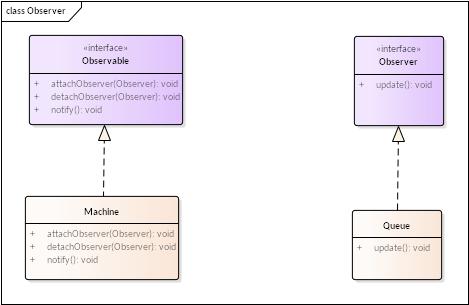 class Observer
«interface»
Observable
+ attachObserver(Observer): void
+ detachObserver(Observer): void
+ notify(): void
«interface»
Observer
+ update(): void
Machine
+ attachObserver(Observer): void
+ detachObserver(Observer): void
+ notify(): void
Queue
+ update(): void